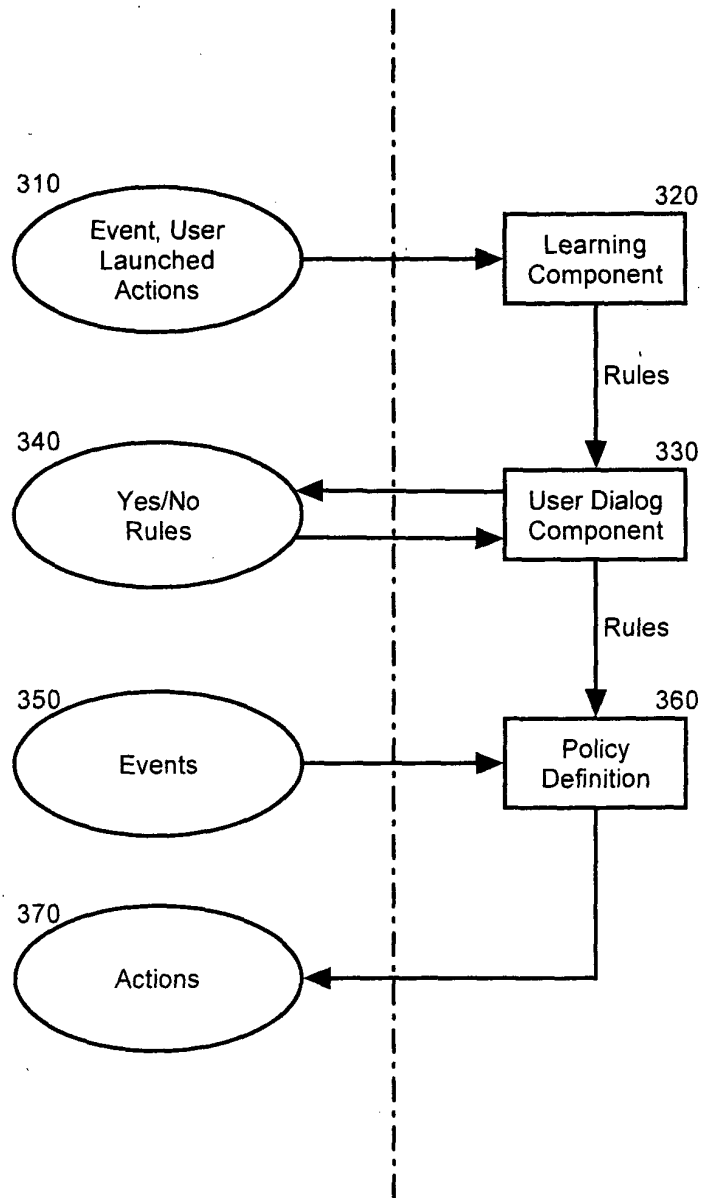 310
Event, User
Launched
Actions
320
Learning
Component
Rules
340
Yes/No
Rules
330
User Dialog
Component
Rules
350
Events
360
Policy
Definition
370
Actions